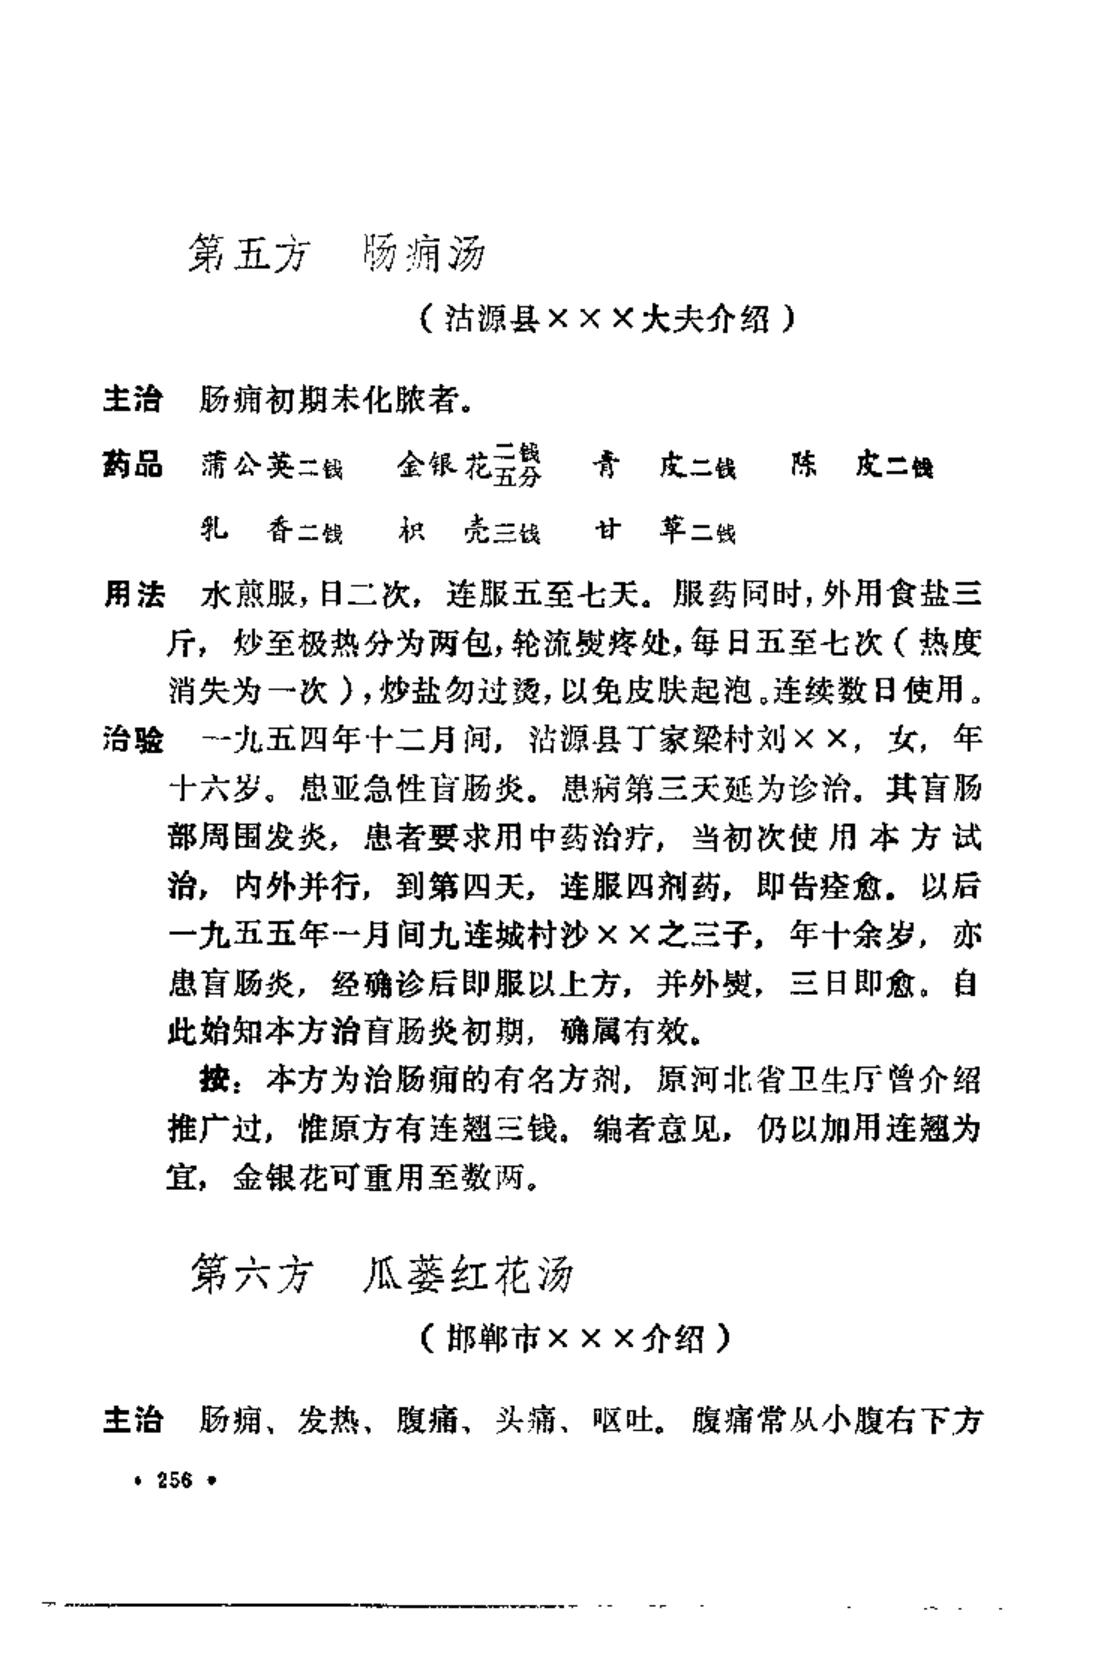 第五方　肠痈汤
（沽源县×××大夫介绍）
主治　肠痈初期未化脓者。
药品　蒲公英二钱　金银花二钱五分　青　皮二钱　陈　皮二钱
乳　香二钱　枳　壳三钱　甘　草二钱
用法　水煎服，日二次，连服五至七天。服药同时，外用食盐三
斤，炒至极热分为两包，轮流熨疼处，每日五至七次（热度
消失为一次），炒盐勿过烫，以免皮肤起泡。连续数日使用。
治验　一九五四年十二月间，沽源县丁家梁村刘××，女，年
十六岁。患亚急性盲肠炎。患病第三天延为诊治。其盲肠
部周围发炎，患者要求用中药治疗，当初次使用本方试
治，内外并行，到第四天，连服四剂药，即告痊愈。以后
一九五五年一月间九连城村沙××之三子，年十余岁，亦
患盲肠炎，经确诊后即服以上方，并外熨，三日即愈。自
此始知本方治盲肠炎初期，确属有效。
按：本方为治肠痈的有名方剂，原河北省卫生厅曾介绍
推广过，惟原方有连翘三钱。编者意见，仍以加用连翘为
宜，金银花可重用至数两。
第六方　瓜蒌红花汤
（邯郸市×××介绍）
主治　肠痈、发热、腹痛、头痛、呕吐。腹痛常从小腹右下方
• 256 •